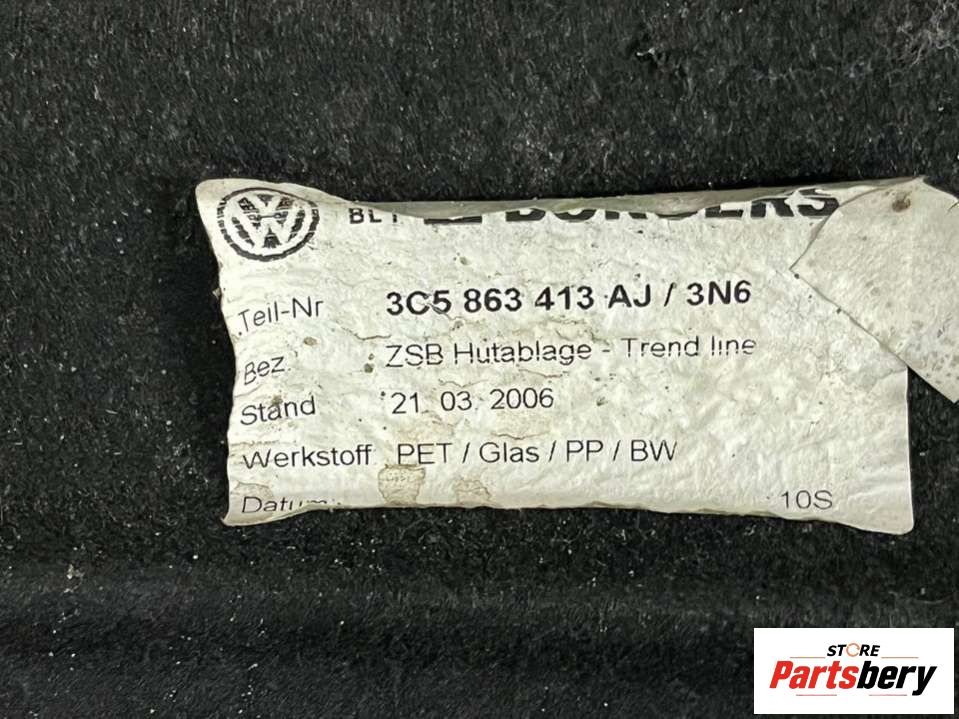 BORGERS
Teil-Nr 3C5 863 413 AJ / 3N6
Bez. ZSB Hutablage - Trend line
Stand 21 03. 2006
Werkstoff PET / Glas / PP / BW
Datum: 10S
STORE
Partsbery